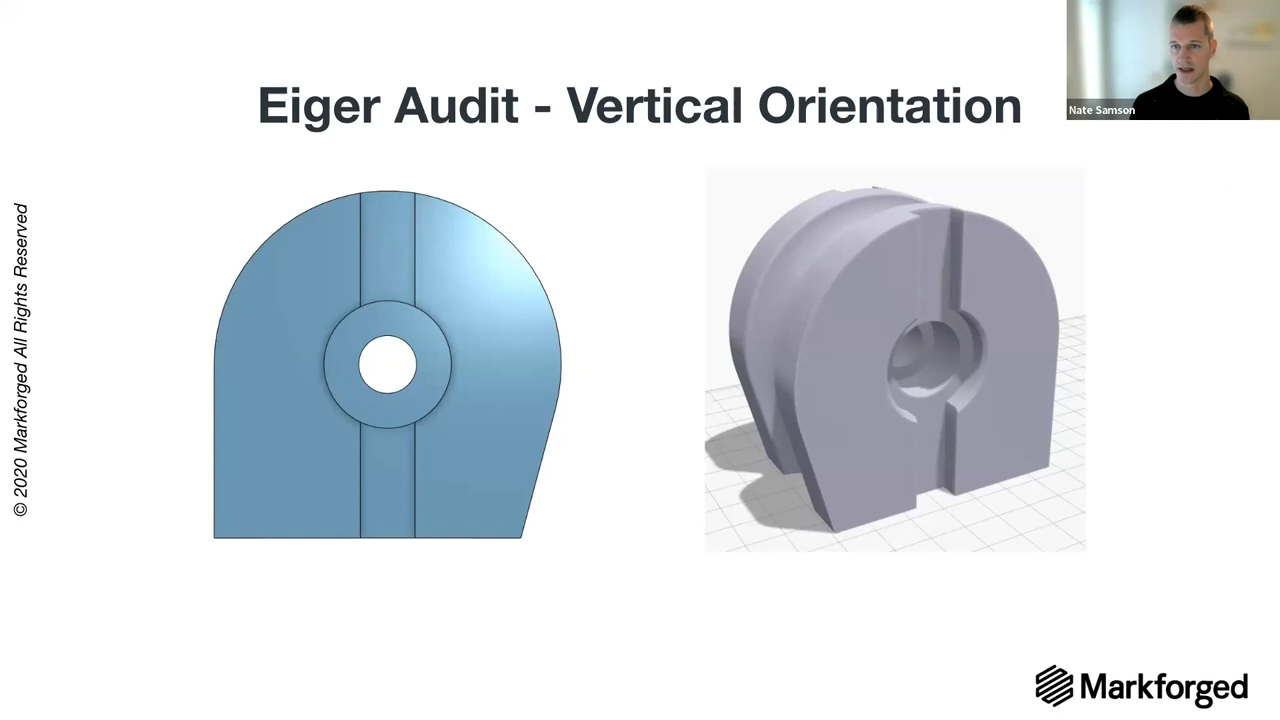 Eiger Audit - Vertical Orientation
Nate Samson
© 2020 Markforged All Rights Reserved
Markforged